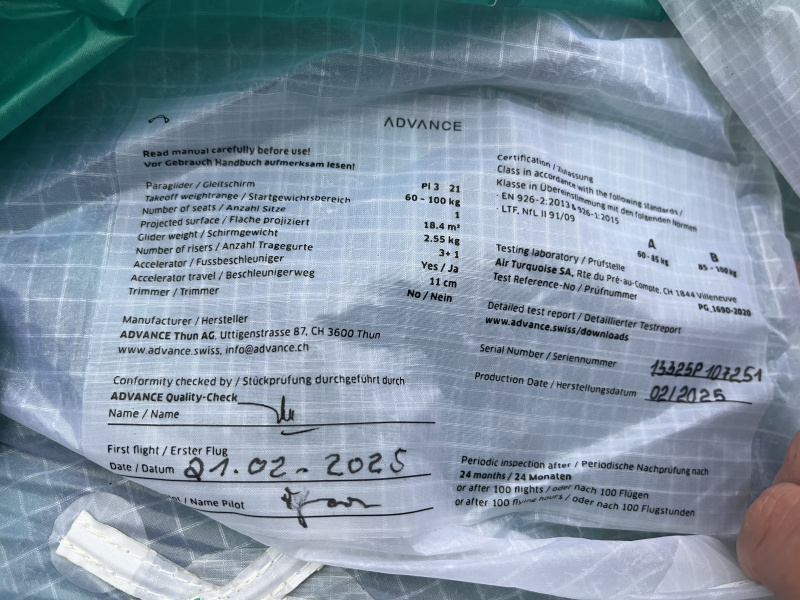 ADVANCE
Read manual carefully before use!
Vor Gebrauch Handbuch aufmerksam lesen!
Paraglider / Gleitschirm PI 3 21
Takeoff weightrange / Startgewichtsbereich 60 - 100 kg
Number of seats / Anzahl Sitze 1
Projected surface / Fläche projiziert 18.4 m²
Glider weight / Schirmgewicht 2.55 kg
Number of risers / Anzahl Tragegurte 3+ 1
Accelerator / Fussbeschleuniger Yes / Ja
Accelerator travel / Beschleunigerweg 11 cm
Trimmer / Trimmer No / Nein
Manufacturer / Hersteller
ADVANCE Thun AG, Uttigenstrasse 87, CH 3600 Thun
www.advance.swiss, info@advance.ch
Conformity checked by / Stückprüfung durchgeführt durch
ADVANCE Quality-Check
Name / Name
First flight / Erster Flug
Date / Datum 21.02-2025
/ Name Pilot
Certification / Zulassung
Class in accordance with the following standards /
Klasse in Übereinstimmung mit den folgenden Normen
· EN 926-2:2013 & 926-1:2015
· LTF, NfL II 91/09
A B
60-85 kg 85 - 100 kg
Testing laboratory / Prüfstelle
Air Turquoise SA, Rte du Pré-au-Comte, CH 1844 Villeneuve
Test Reference-No / Prüfnummer PG_1690-2020
Detailed test report / Detaillierter Testreport
www.advance.swiss/downloads
Serial Number / Seriennummer 13325P107251
Production Date / Herstellungsdatum 02/2025
Periodic inspection after / Periodische Nachprüfung nach
24 months / 24 Monaten
or after 100 flights / oder nach 100 Flügen
or after 100 flying hours / oder nach 100 Flugstunden